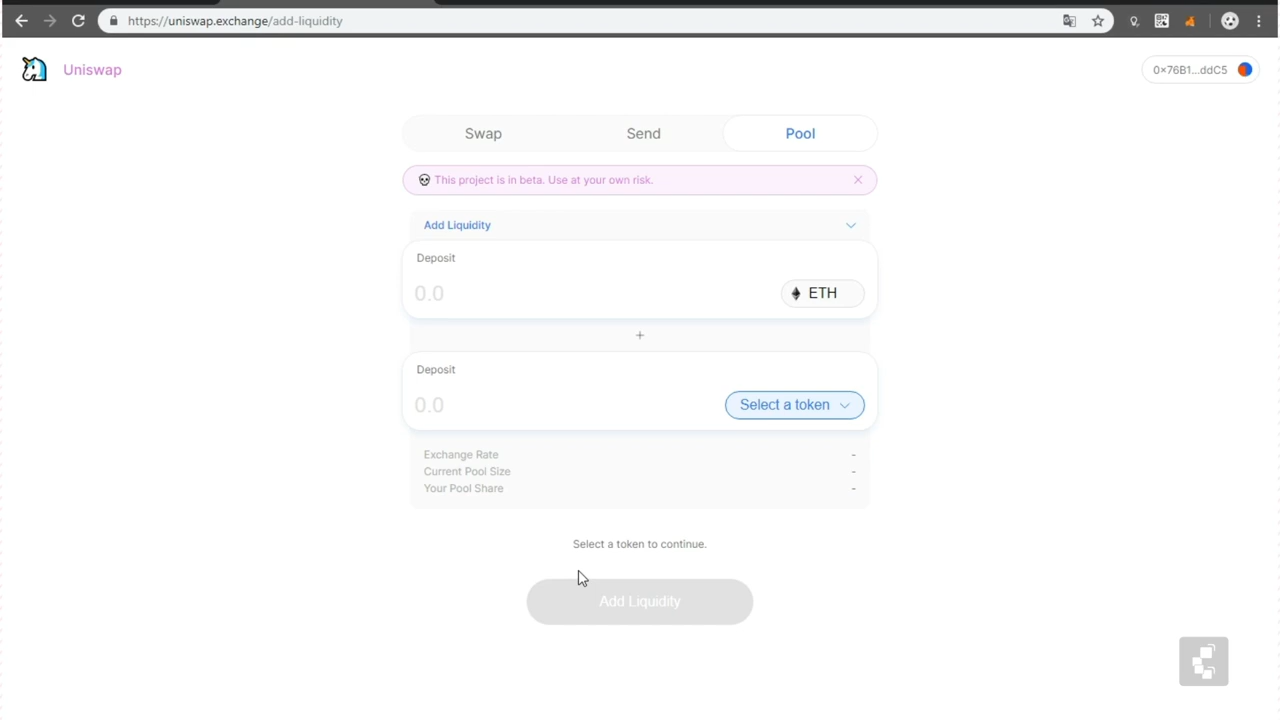 https://uniswap.exchange/add-liquidity
Uniswap
0×76B1...ddC5
Swap
Send
Pool
This project is in beta. Use at your own risk.
Add Liquidity
Deposit
0.0
ETH
+
Deposit
0.0
Select a token
Exchange Rate -
Current Pool Size -
Your Pool Share -
Select a token to continue.
Add Liquidity